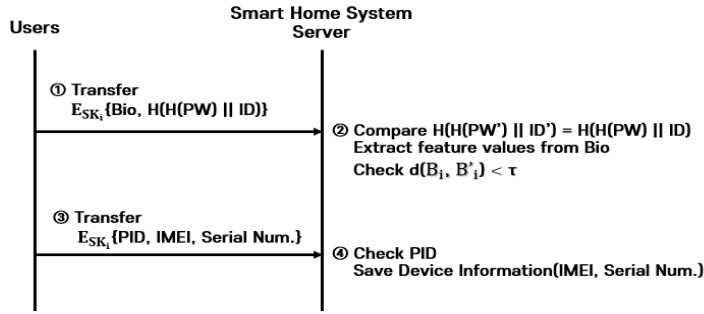 Users
Smart Home System
Server
① Transfer
E_SK_i{Bio, H(H(PW) || ID)}
② Compare H(H(PW') || ID') = H(H(PW) || ID)
Extract feature values from Bio
Check d(B_i, B'_i) < τ
③ Transfer
E_SK_i{PID, IMEI, Serial Num.}
④ Check PID
Save Device Information(IMEI, Serial Num.)